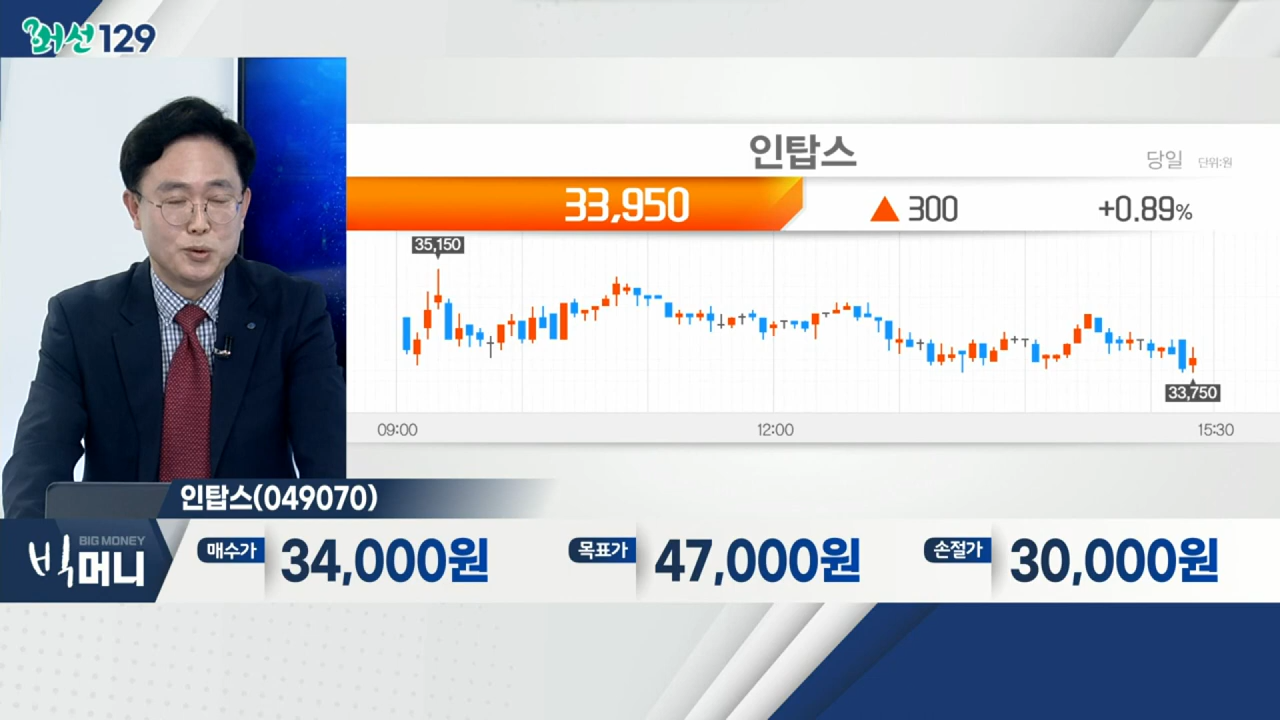 머선129
인탑스
당일 단위:원
33,950 ▲ 300 +0.89%
35,150
33,750
09:00 12:00 15:30
인탑스(049070)
BIG MONEY
빅머니
매수가 34,000원 목표가 47,000원 손절가 30,000원